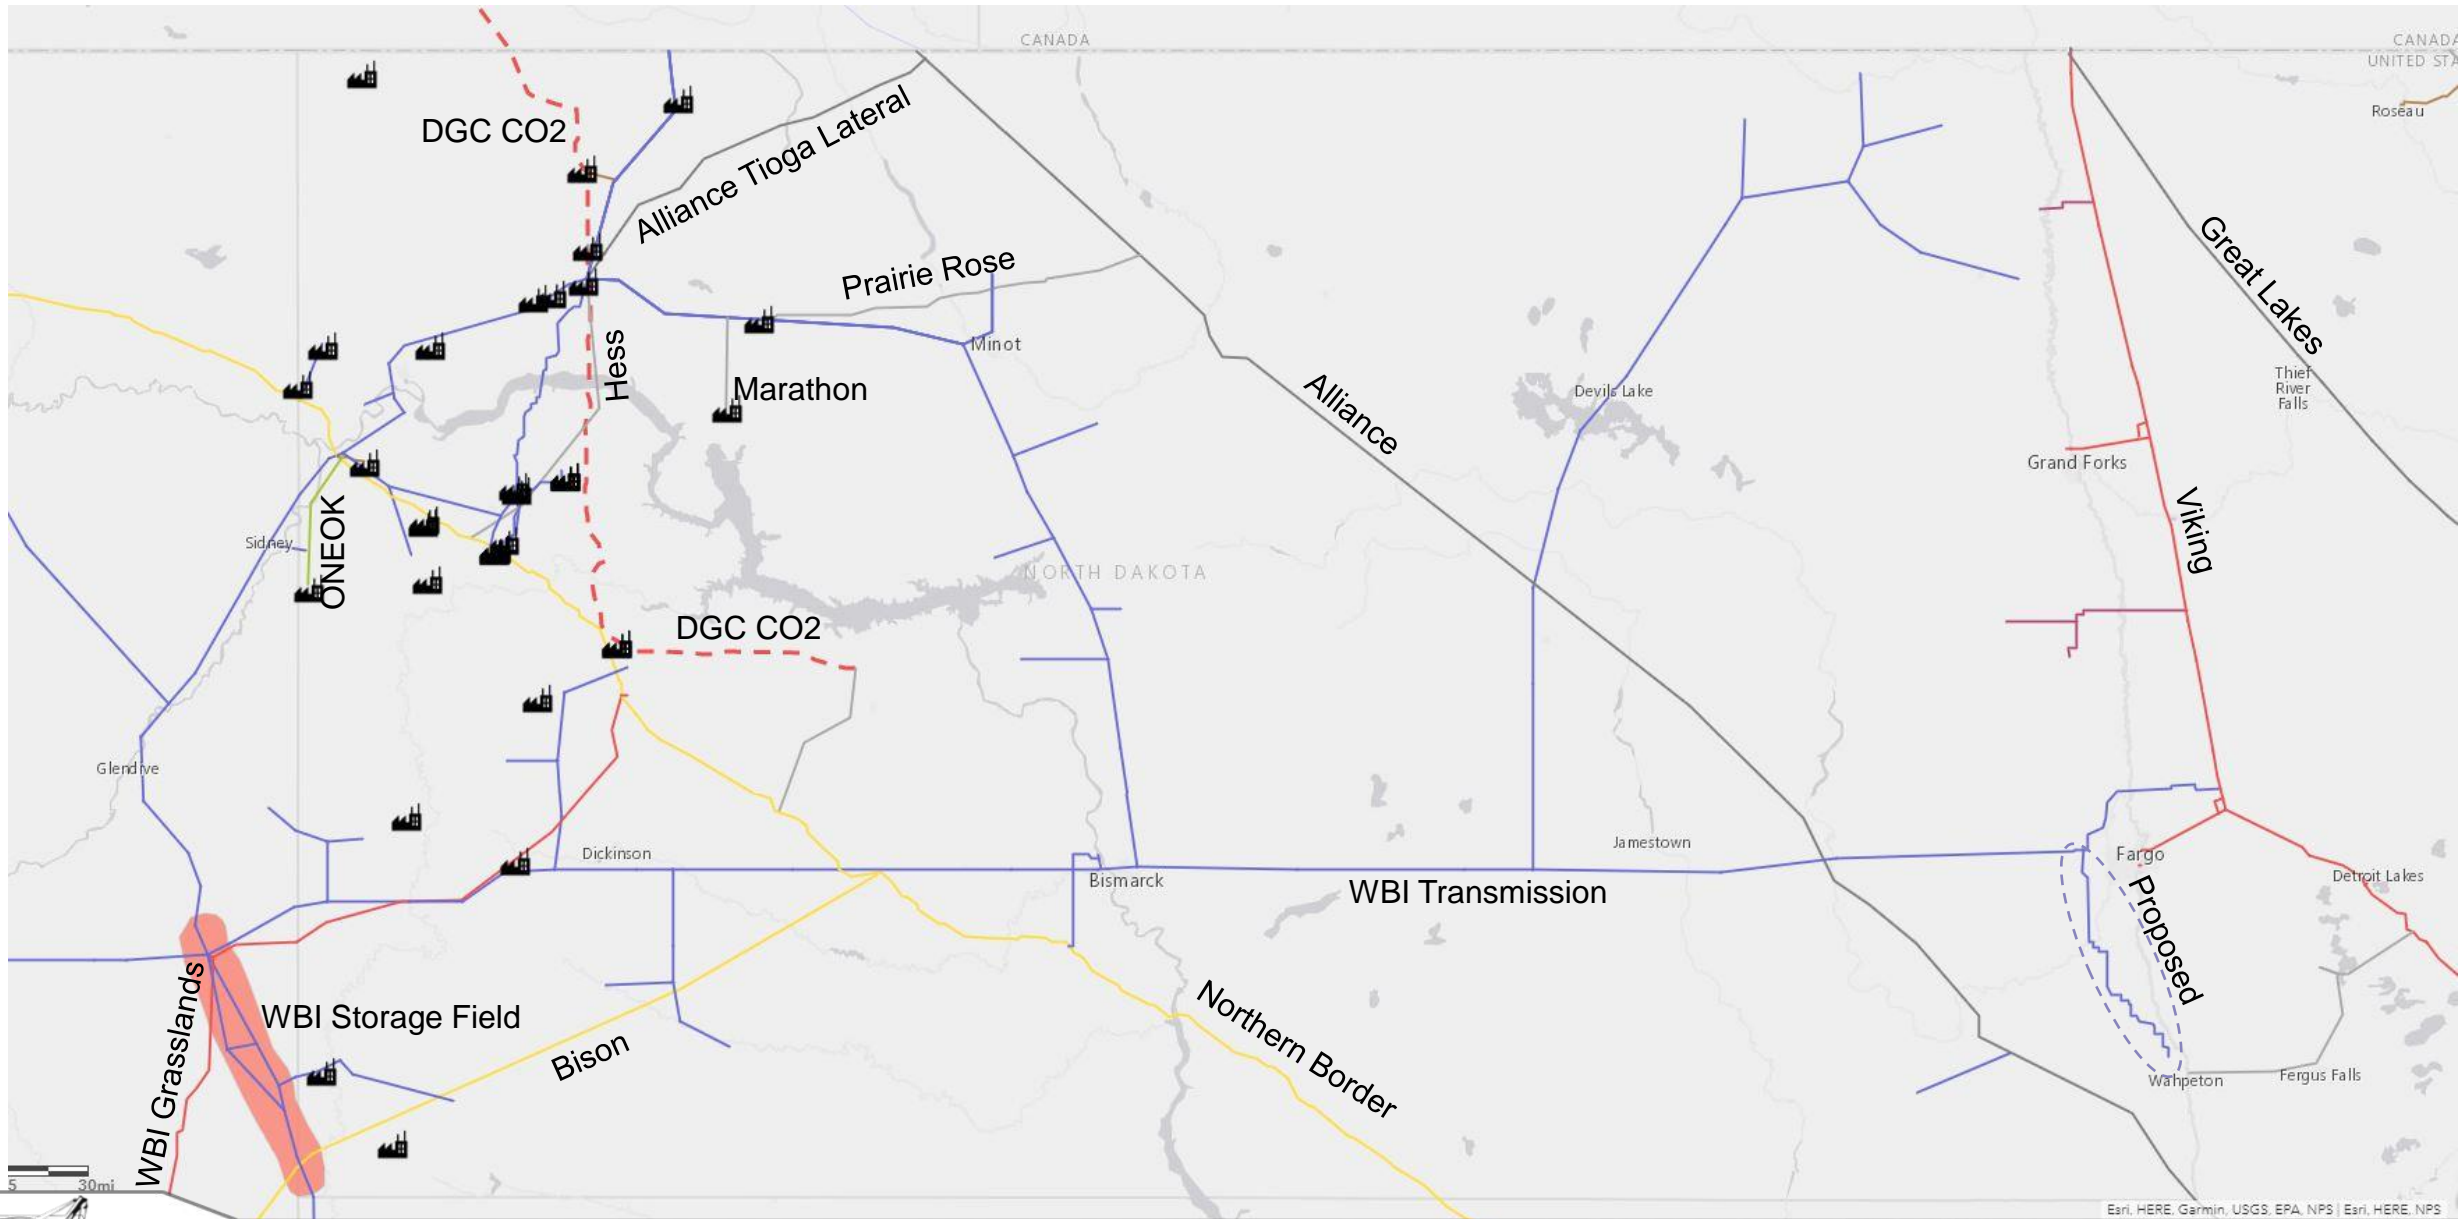 CANADA
CANADA
UNITED STA
Roseau
DGC CO2
Alliance Tioga Lateral
Prairie Rose
Great Lakes
Minot
Hess
Marathon
Alliance
Devils Lake
Thief
River
Falls
Grand Forks
Viking
ONEOK
Sidney
NORTH DAKOTA
DGC CO2
Glendive
Dickinson
Bismarck
WBI Transmission
Jamestown
Fargo
Proposed
Detroit Lakes
WBI Grasslands
WBI Storage Field
Bison
Northern Border
Wahpeton
Fergus Falls
5 30mi
Esri, HERE, Garmin, USGS, EPA, NPS | Esri, HERE, NPS